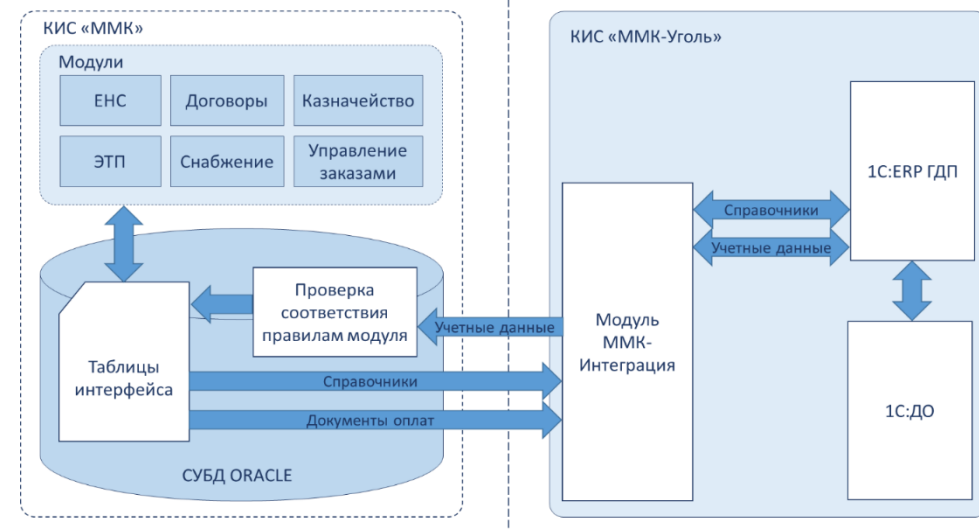 КИС «ММК»
Модули
ЕНС
Договоры
Казначейство
ЭТП
Снабжение
Управление
заказами
Проверка
соответствия
правилам модуля
Таблицы
интерфейса
СУБД ORACLE
Учетные данные
Справочники
Документы оплат
КИС «ММК-Уголь»
Модуль
ММК-
Интеграция
Справочники
Учетные данные
1С:ERP ГДП
1С:ДО